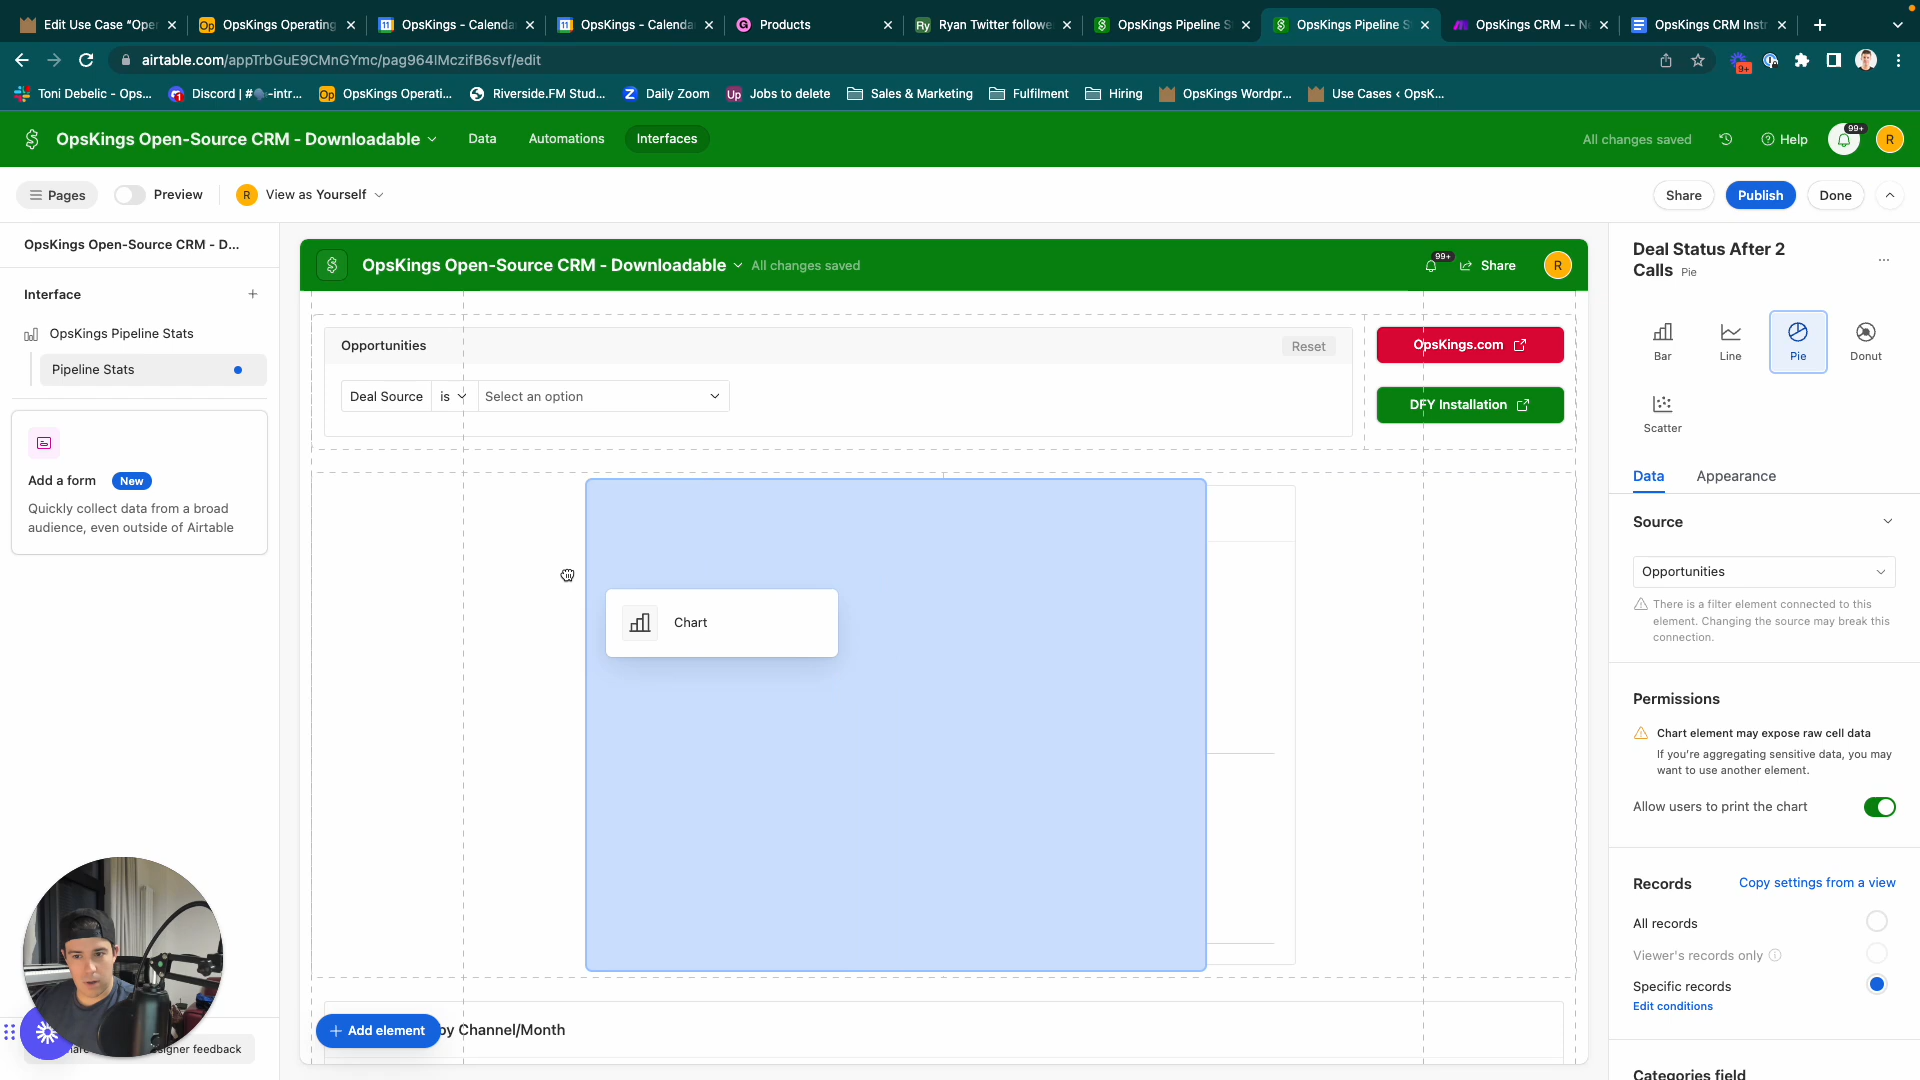 Edit Use Case “Oper
OpsKings Operating
OpsKings - Calenda
OpsKings - Calenda
Products
Ryan Twitter followe
OpsKings Pipeline S
OpsKings Pipeline S
OpsKings CRM -- N
OpsKings CRM Inst
airtable.com/appTrbGuE9CMnGYmc/pag964IMczifB6svf/edit
9+
Toni Debelic - Ops...
Discord | #🗣️-intr...
OpsKings Operati...
Riverside.FM Stud...
Daily Zoom
Up Jobs to delete
Sales & Marketing
Fulfilment
Hiring
OpsKings Wordpr...
Use Cases ‹ OpsK...
OpsKings Open-Source CRM - Downloadable
Data
Automations
Interfaces
All changes saved
Help
99+
R
Pages
Preview
R
View as Yourself
Share
Publish
Done
OpsKings Open-Source CRM - D...
Interface
OpsKings Pipeline Stats
Pipeline Stats
Add a form
New
Quickly collect data from a broad
audience, even outside of Airtable
OpsKings Open-Source CRM - Downloadable
All changes saved
99+
Share
R
Opportunities
Reset
Deal Source
is
Select an option
OpsKings.com
DFY Installation
Chart
Add element
by Channel/Month
Deal Status After 2
Calls Pie
Bar
Line
Pie
Donut
Scatter
Data
Appearance
Source
Opportunities
There is a filter element connected to this
element. Changing the source may break this
connection.
Permissions
Chart element may expose raw cell data
If you're aggregating sensitive data, you may
want to use another element.
Allow users to print the chart
Records
Copy settings from a view
All records
Viewer's records only
Specific records
Edit conditions
Categories field
feedback